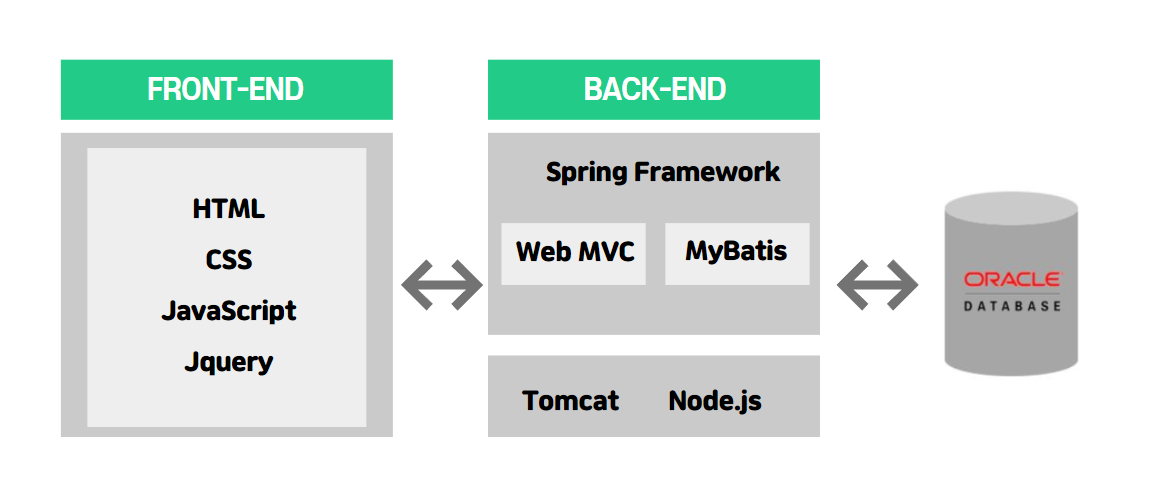 FRONT-END
HTML
CSS
JavaScript
Jquery
BACK-END
Spring Framework
Web MVC
MyBatis
Tomcat
Node.js
ORACLE
DATABASE